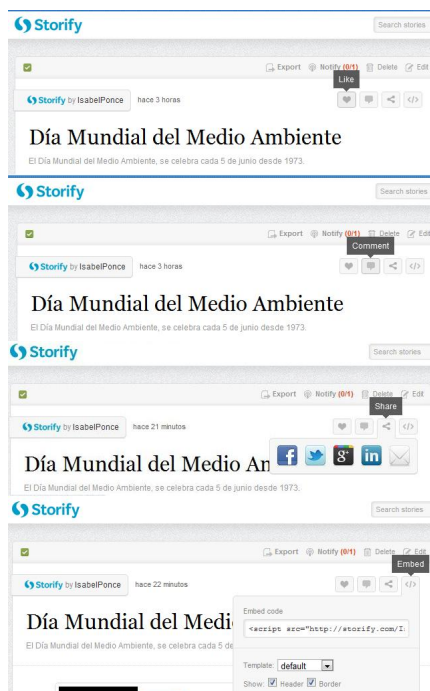 Storify
Search stories
Export Notify (0/1) Delete Edit
Like
Storify by IsabelPonce hace 3 horas
Día Mundial del Medio Ambiente
El Día Mundial del Medio Ambiente, se celebra cada 5 de junio desde 1973.
Storify
Search stories
Export Notify (0/1) Delete Edit
Comment
Storify by IsabelPonce hace 3 horas
Día Mundial del Medio Ambiente
El Día Mundial del Medio Ambiente, se celebra cada 5 de junio desde 1973.
Storify
Search stories
Export Notify (0/1) Delete Edit
Share
Storify by IsabelPonce hace 21 minutos
Día Mundial del Medio Am
El Día Mundial del Medio Ambiente, se celebra cada 5 de junio desde 1973.
Storify
Search stories
Export Notify (0/1) Delete Edit
Embed
Storify by IsabelPonce hace 22 minutos
Embed code
<script src="http://storify.com/I
Día Mundial del Medi
El Día Mundial del Medio Ambiente, se celebra cada 5 de
Template: default
Show: Header Border